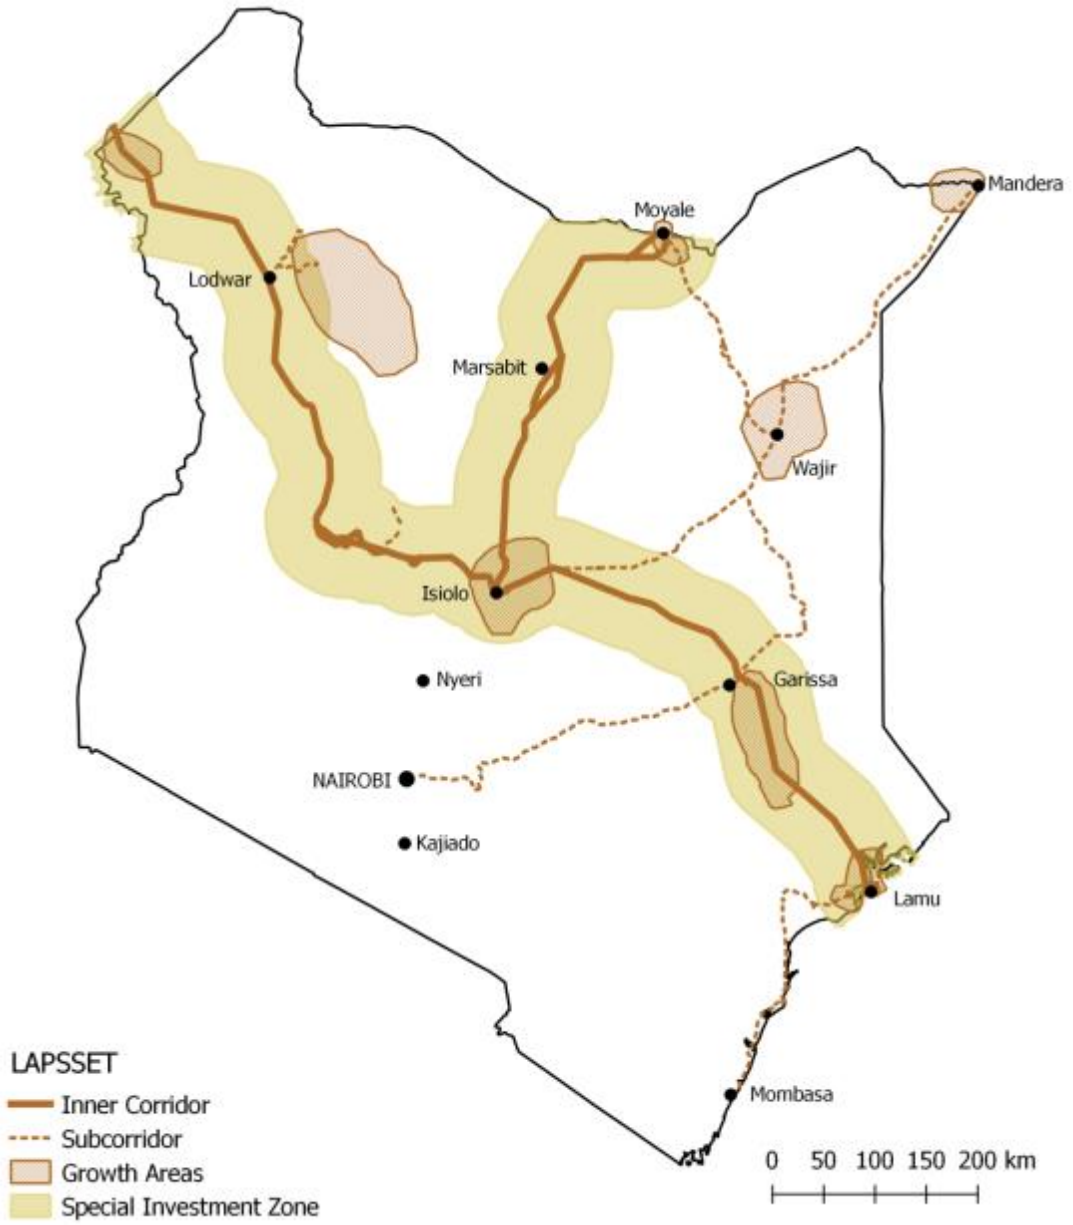 Mandera
Moyale
Lodwar
Marsabit
Wajir
Isiolo
Nyeri
Garissa
NAIROBI
Kajiado
Lamu
Mombasa
LAPSSET
Inner Corridor
Subcorridor
Growth Areas
Special Investment Zone
0 50 100 150 200 km